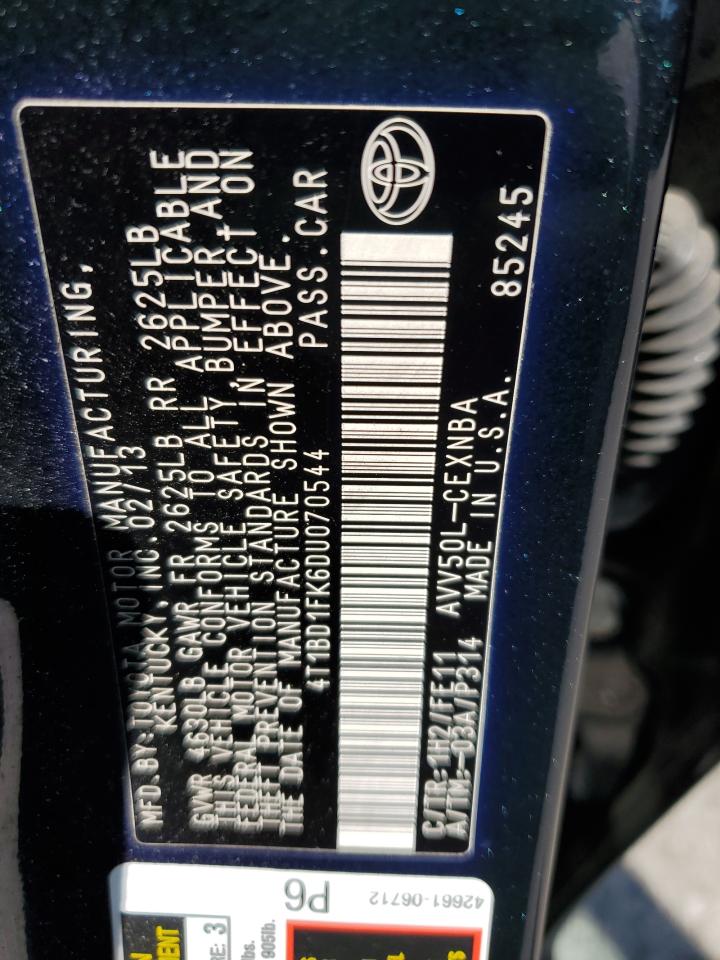 MFD.BY:TOYOTA MOTOR MANUFACTURING,
KENTUCKY, INC.02/13
GVWR 4630LB GAWR FR 2625LB RR 2625LB
THIS VEHICLE CONFORMS TO ALL APPLICABLE
FEDERAL MOTOR VEHICLE SAFETY, BUMPER, AND
THEFT PREVENTION STANDARDS IN EFFECT ON
THE DATE OF MANUFACTURE SHOWN ABOVE.
4T1BD1FK6DU070544 PASS.CAR
C/TR:1H2/FE11 AVV50L-CEXNBA
A/TM:-03A/P314 MADE IN U.S.A. 85245
P6
42661-06712
3
905lb.